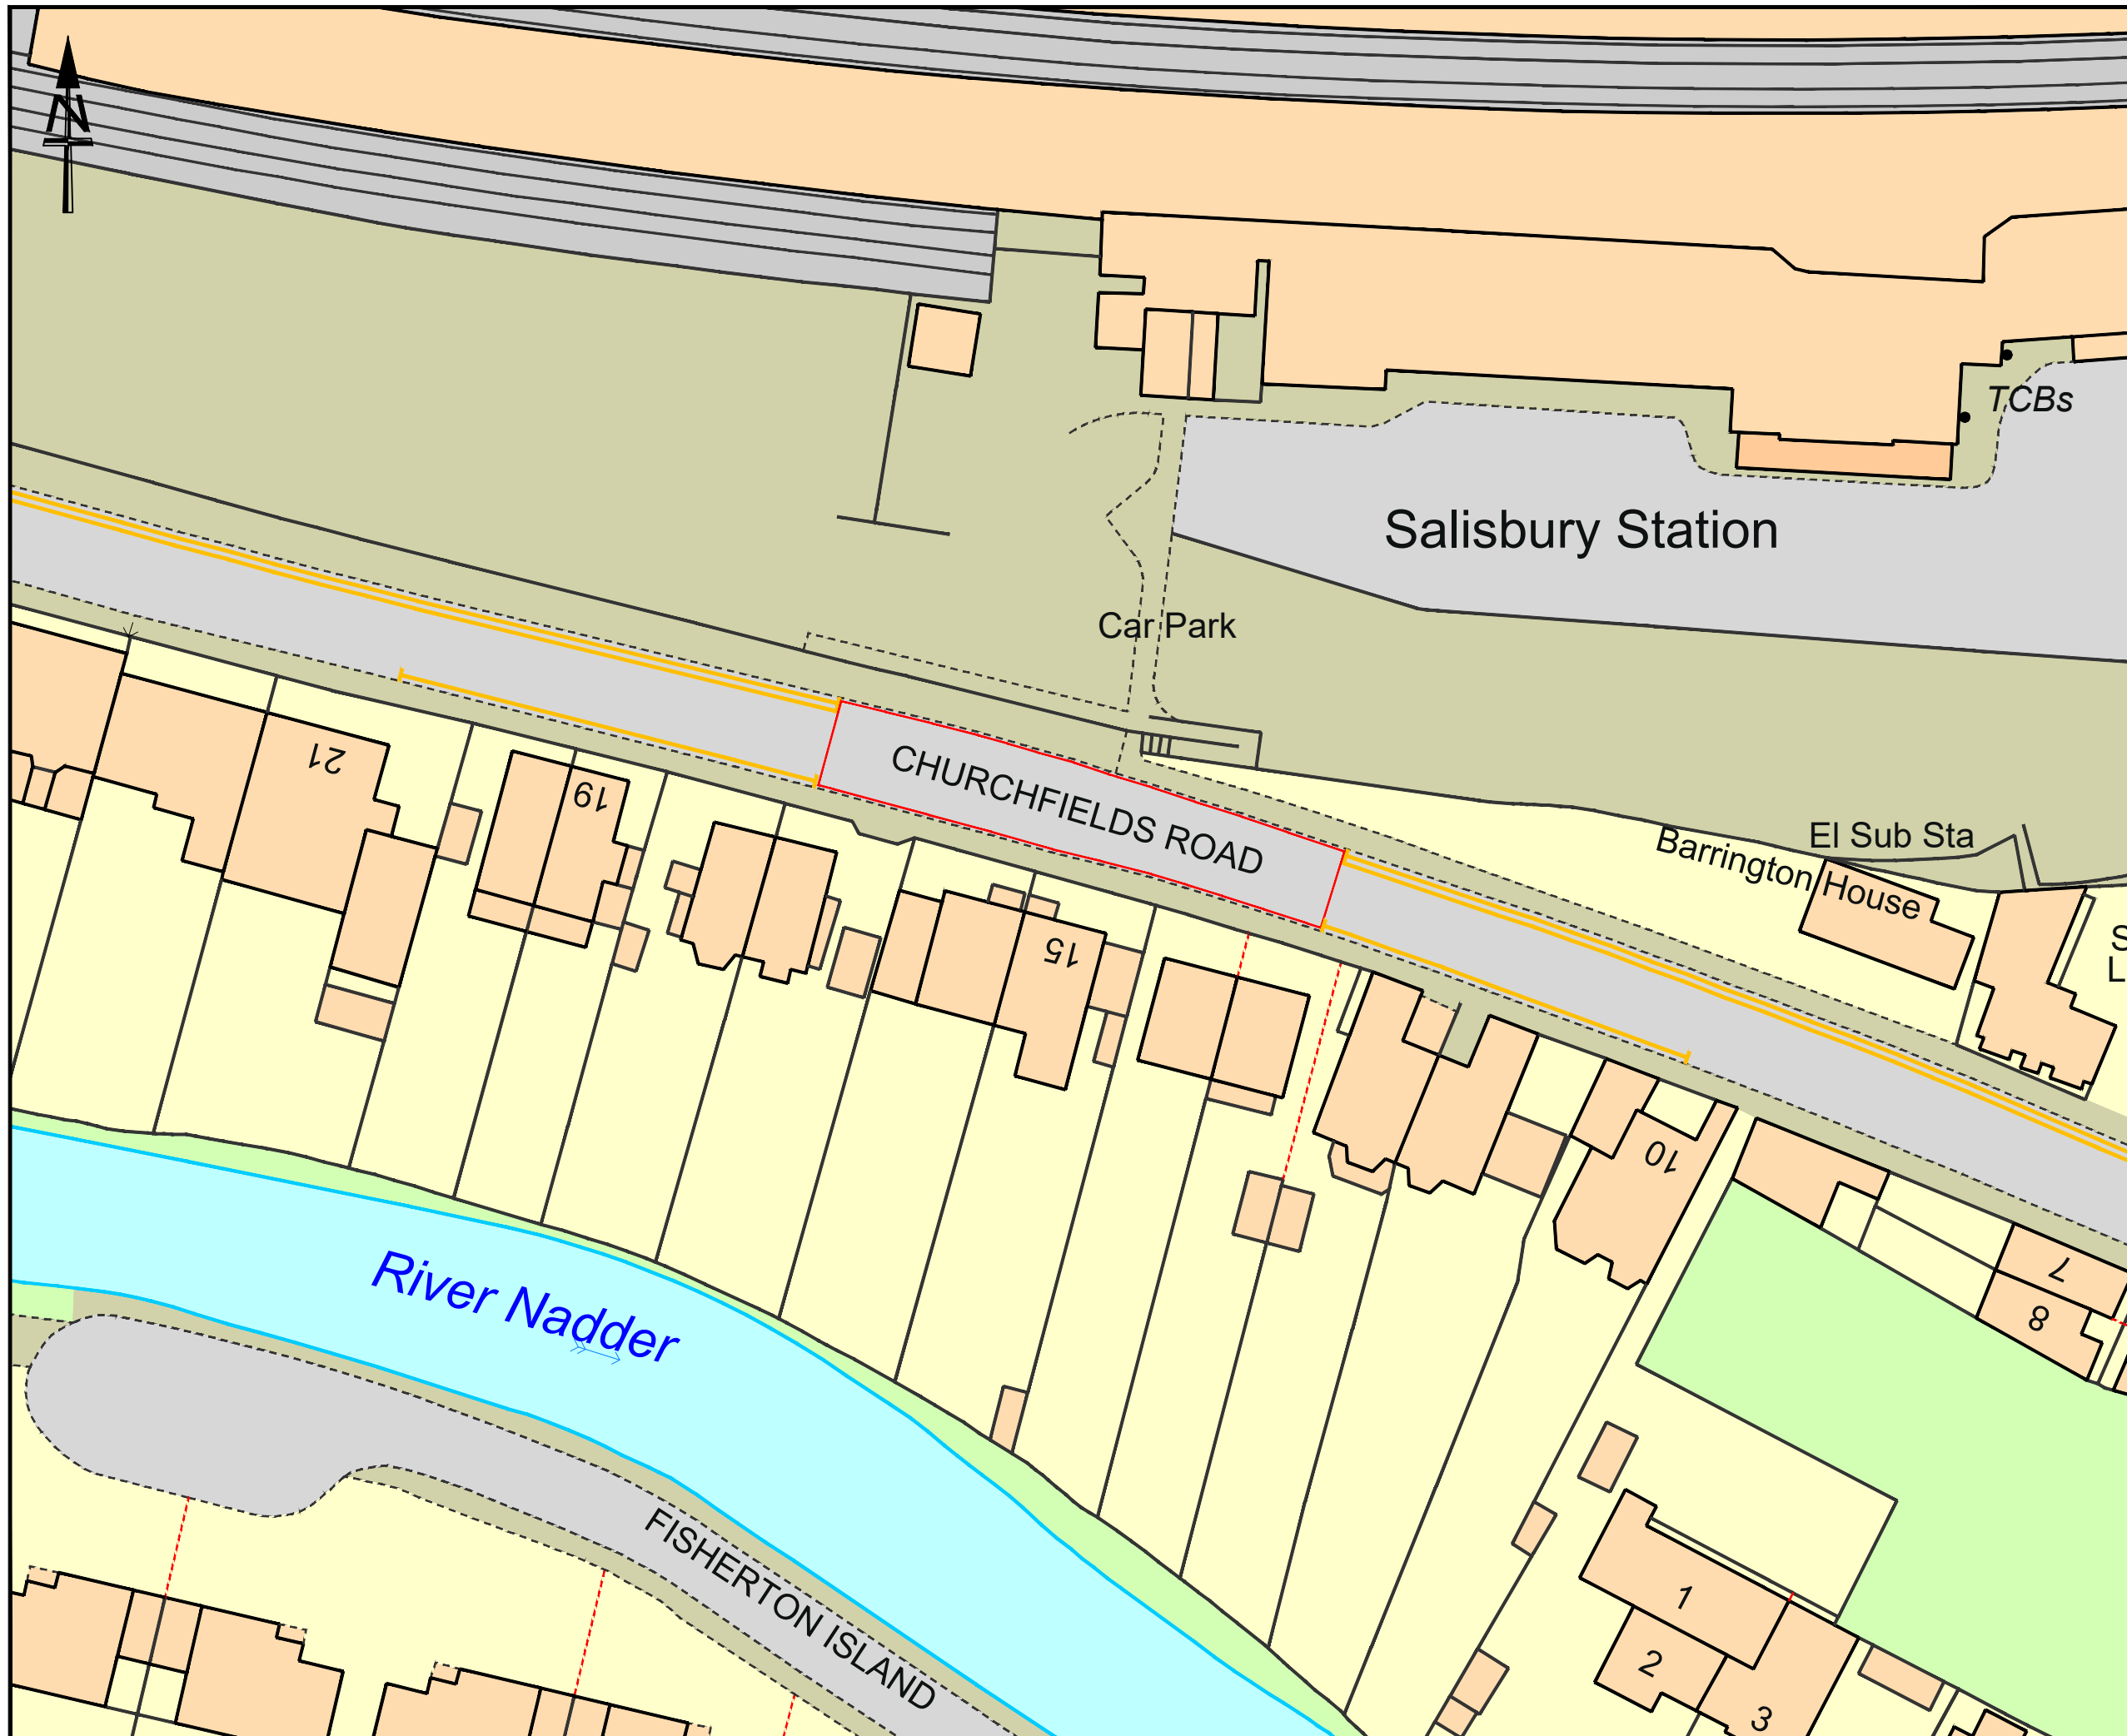 N
TCBs
Salisbury Station
Car Park
CHURCHFIELDS ROAD
El Sub Sta
Barrington House
21
19
15
S
L
10
7
8
River Nadder
FISHERTON ISLAND
1
2
3